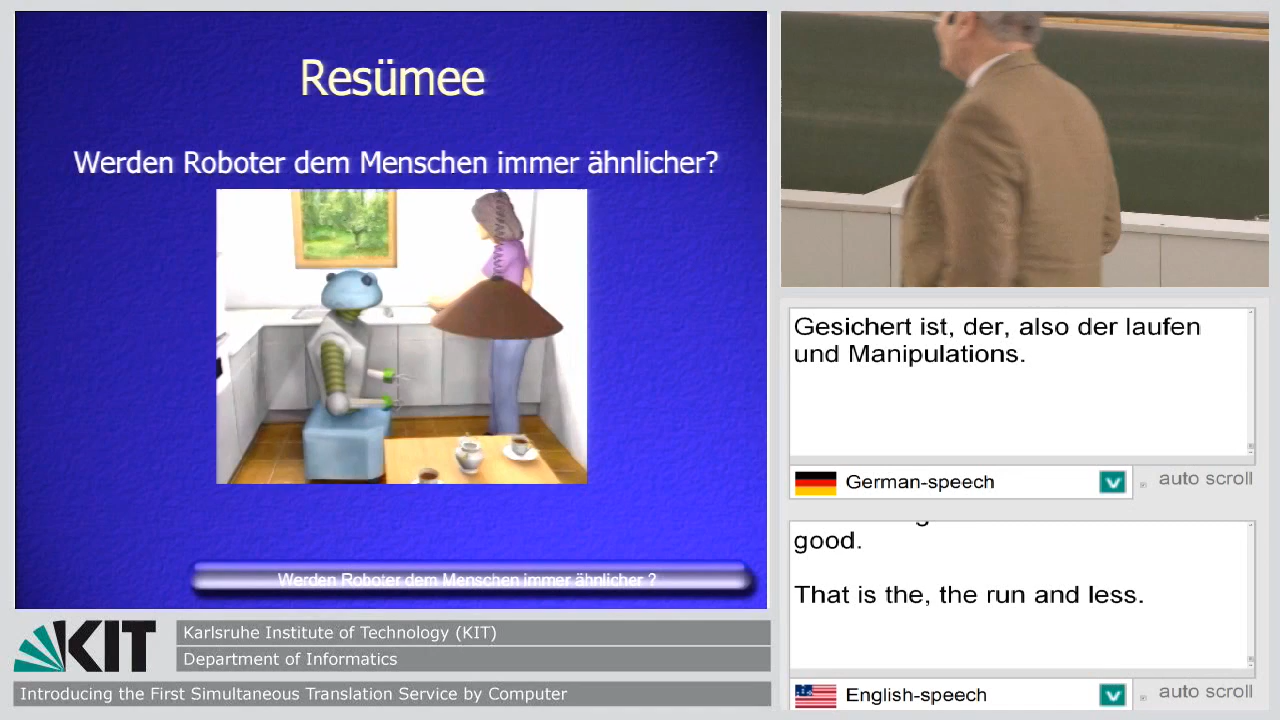 Resümee
Werden Roboter dem Menschen immer ähnlicher?
Werden Roboter dem Menschen immer ähnlicher ?
Gesichert ist, der, also der laufen
und Manipulations.
German-speech
auto scroll
good.
That is the, the run and less.
English-speech
auto scroll
KIT
Karlsruhe Institute of Technology (KIT)
Department of Informatics
Introducing the First Simultaneous Translation Service by Computer